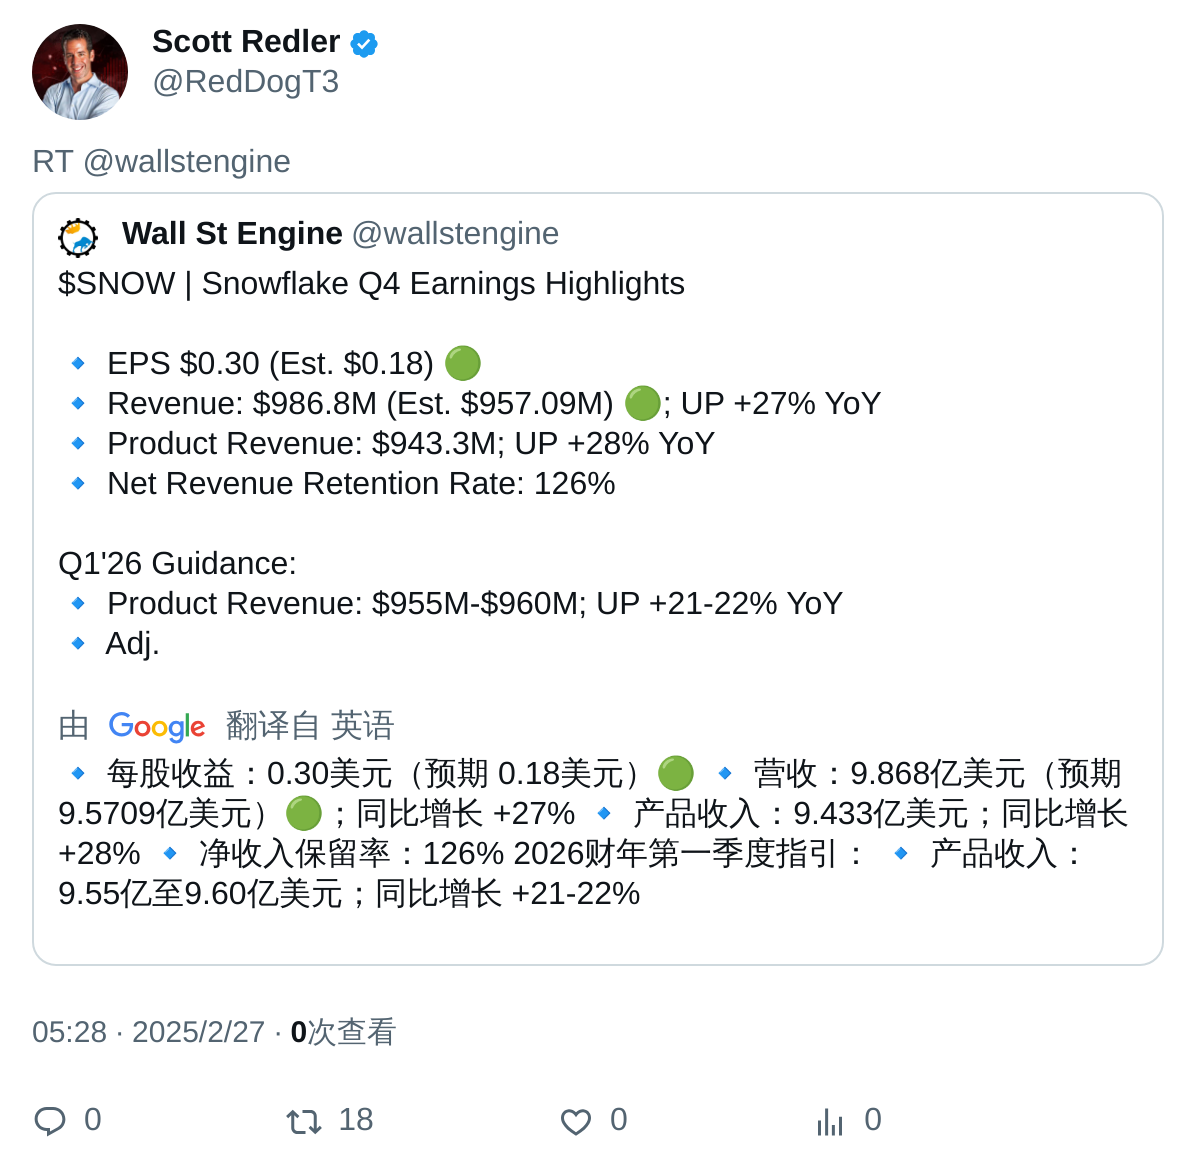 Scott Redler
@RedDogT3
RT @wallstengine
Wall St Engine @wallstengine
$SNOW | Snowflake Q4 Earnings Highlights
🔹 EPS $0.30 (Est. $0.18) 🟢
🔹 Revenue: $986.8M (Est. $957.09M) 🟢; UP +27% YoY
🔹 Product Revenue: $943.3M; UP +28% YoY
🔹 Net Revenue Retention Rate: 126%
Q1'26 Guidance:
🔹 Product Revenue: $955M-$960M; UP +21-22% YoY
🔹 Adj.
由 Google 翻译自 英语
🔹 每股收益：0.30美元（预期 0.18美元）🟢 🔹 营收：9.868亿美元（预期
9.5709亿美元）🟢；同比增长 +27% 🔹 产品收入：9.433亿美元；同比增长
+28% 🔹 净收入保留率：126% 2026财年第一季度指引： 🔹 产品收入：
9.55亿至9.60亿美元；同比增长 +21-22%
05:28 · 2025/2/27 · 0次查看
0 18 0 0